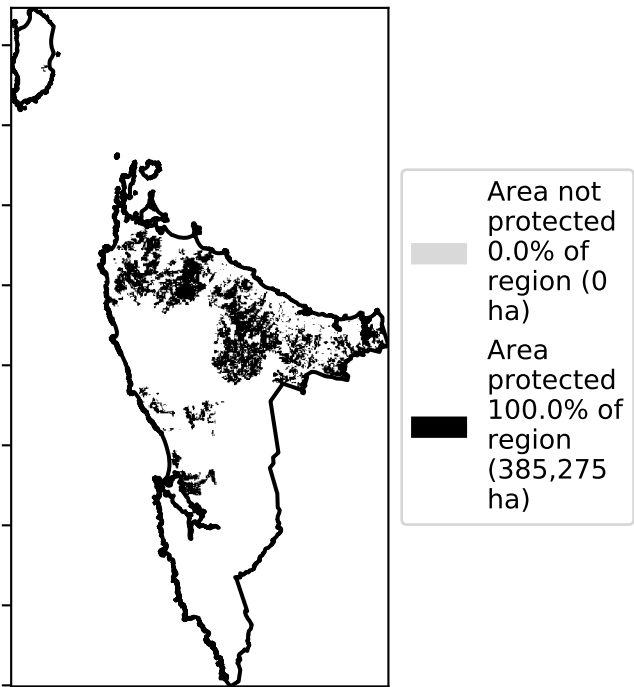 Area not
protected
0.0% of
region (0
ha)
Area
protected
100.0% of
region
(385,275
ha)